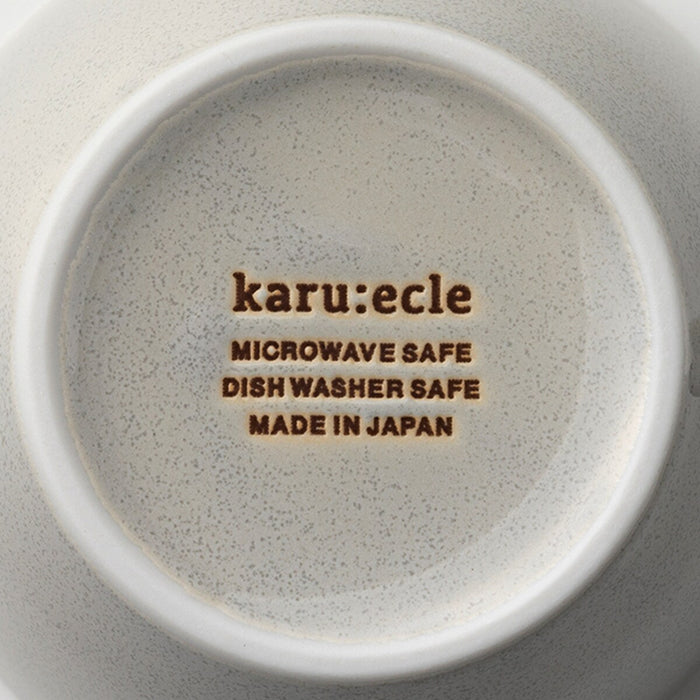 karu:ecle
MICROWAVE SAFE
DISH WASHER SAFE
MADE IN JAPAN